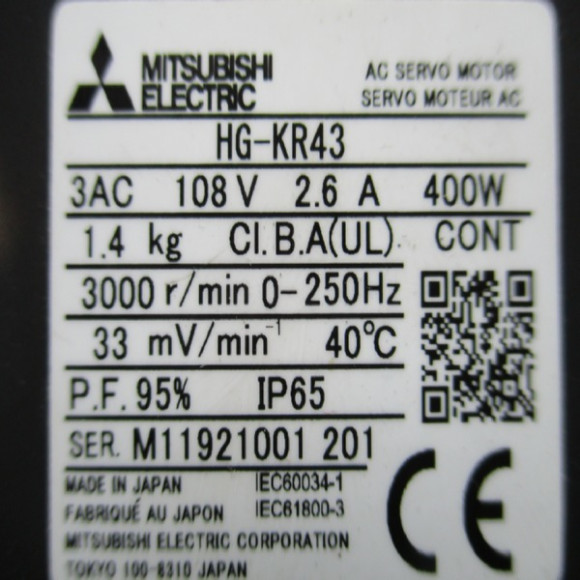 MITSUBISHI
ELECTRIC
AC SERVO MOTOR
SERVO MOTEUR AC
HG-KR43
3AC 108 V 2.6 A 400W
1.4 kg CI.B.A(UL) CONT
3000 r/min 0-250Hz
33 mV/min⁻¹ 40℃
P.F. 95% IP65
SER. M11921001 201
MADE IN JAPAN IEC60034-1
FABRIQUÉ AU JAPON IEC61800-3
MITSUBISHI ELECTRIC CORPORATION
TOKYO 100-8310 JAPAN
CE